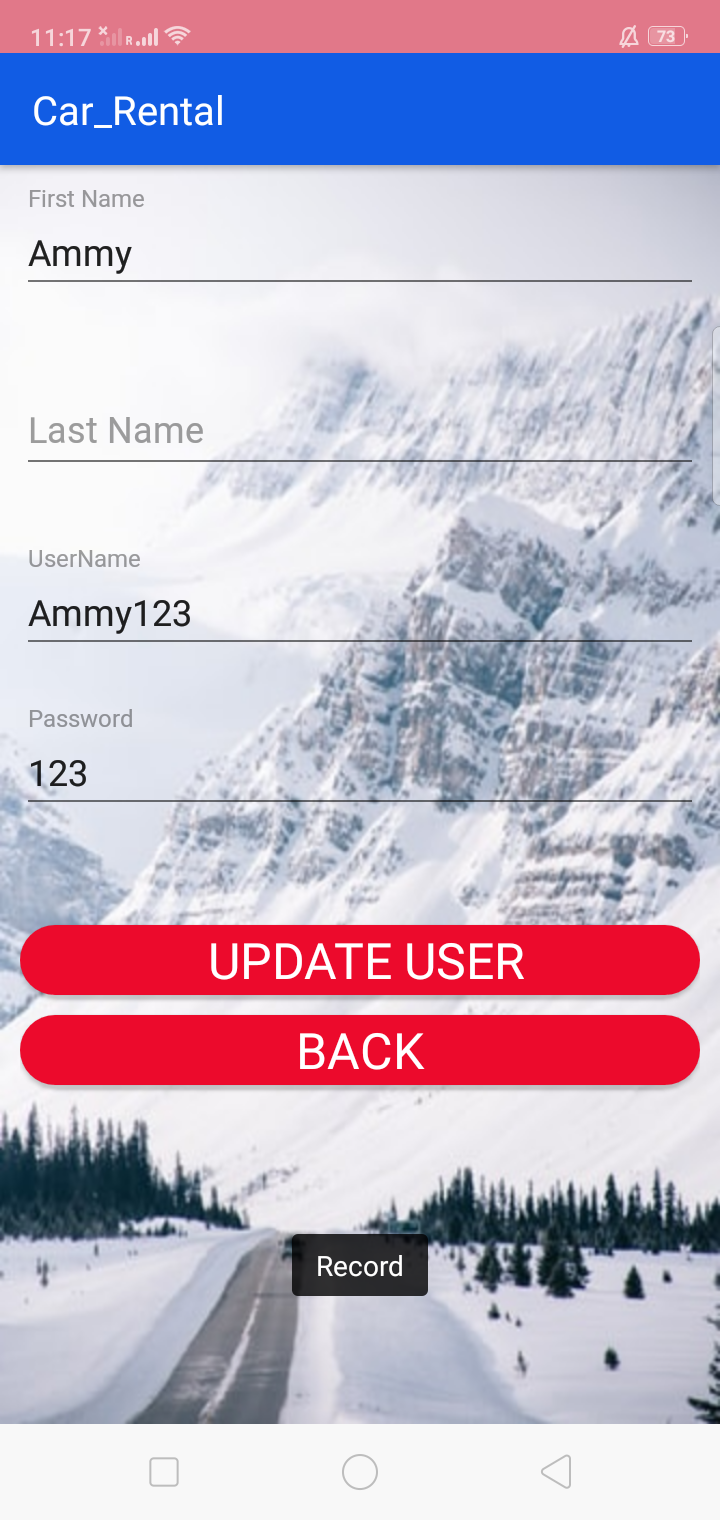 11:17 R 73
Car_Rental
First Name
Ammy
Last Name
UserName
Ammy123
Password
123
UPDATE USER
BACK
Record